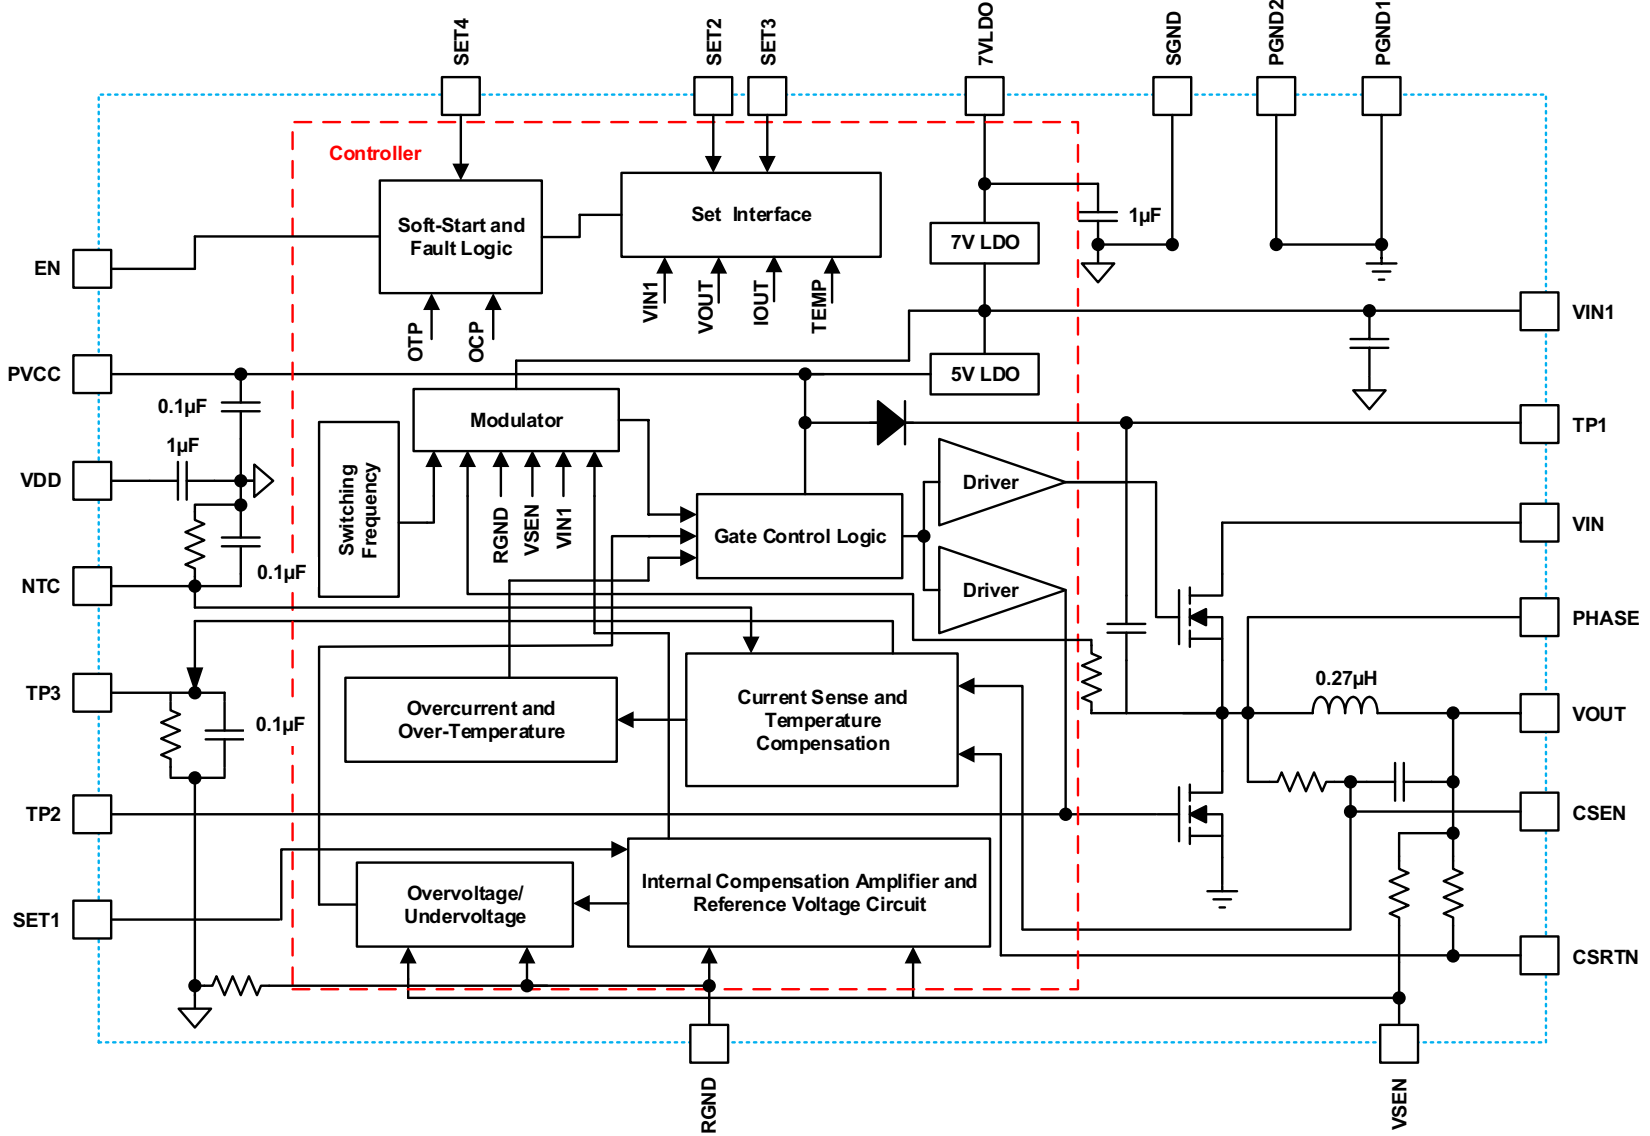 SET4
SET2
SET3
7VLDO
SGND
PGND2
PGND1
Controller
Soft-Start and
Fault Logic
Set Interface
1µF
7V LDO
EN
VIN1
VOUT
IOUT
TEMP
OTP
OCP
VIN1
PVCC
5V LDO
0.1µF
Modulator
TP1
1µF
VDD
Switching
Frequency
RGND
VSEN
VIN1
Driver
VIN
Gate Control Logic
0.1µF
NTC
Driver
PHASE
TP3
0.1µF
Overcurrent and
Over-Temperature
Current Sense and
Temperature
Compensation
0.27µH
VOUT
TP2
CSEN
SET1
Overvoltage/
Undervoltage
Internal Compensation Amplifier and
Reference Voltage Circuit
CSRTN
RGND
VSEN